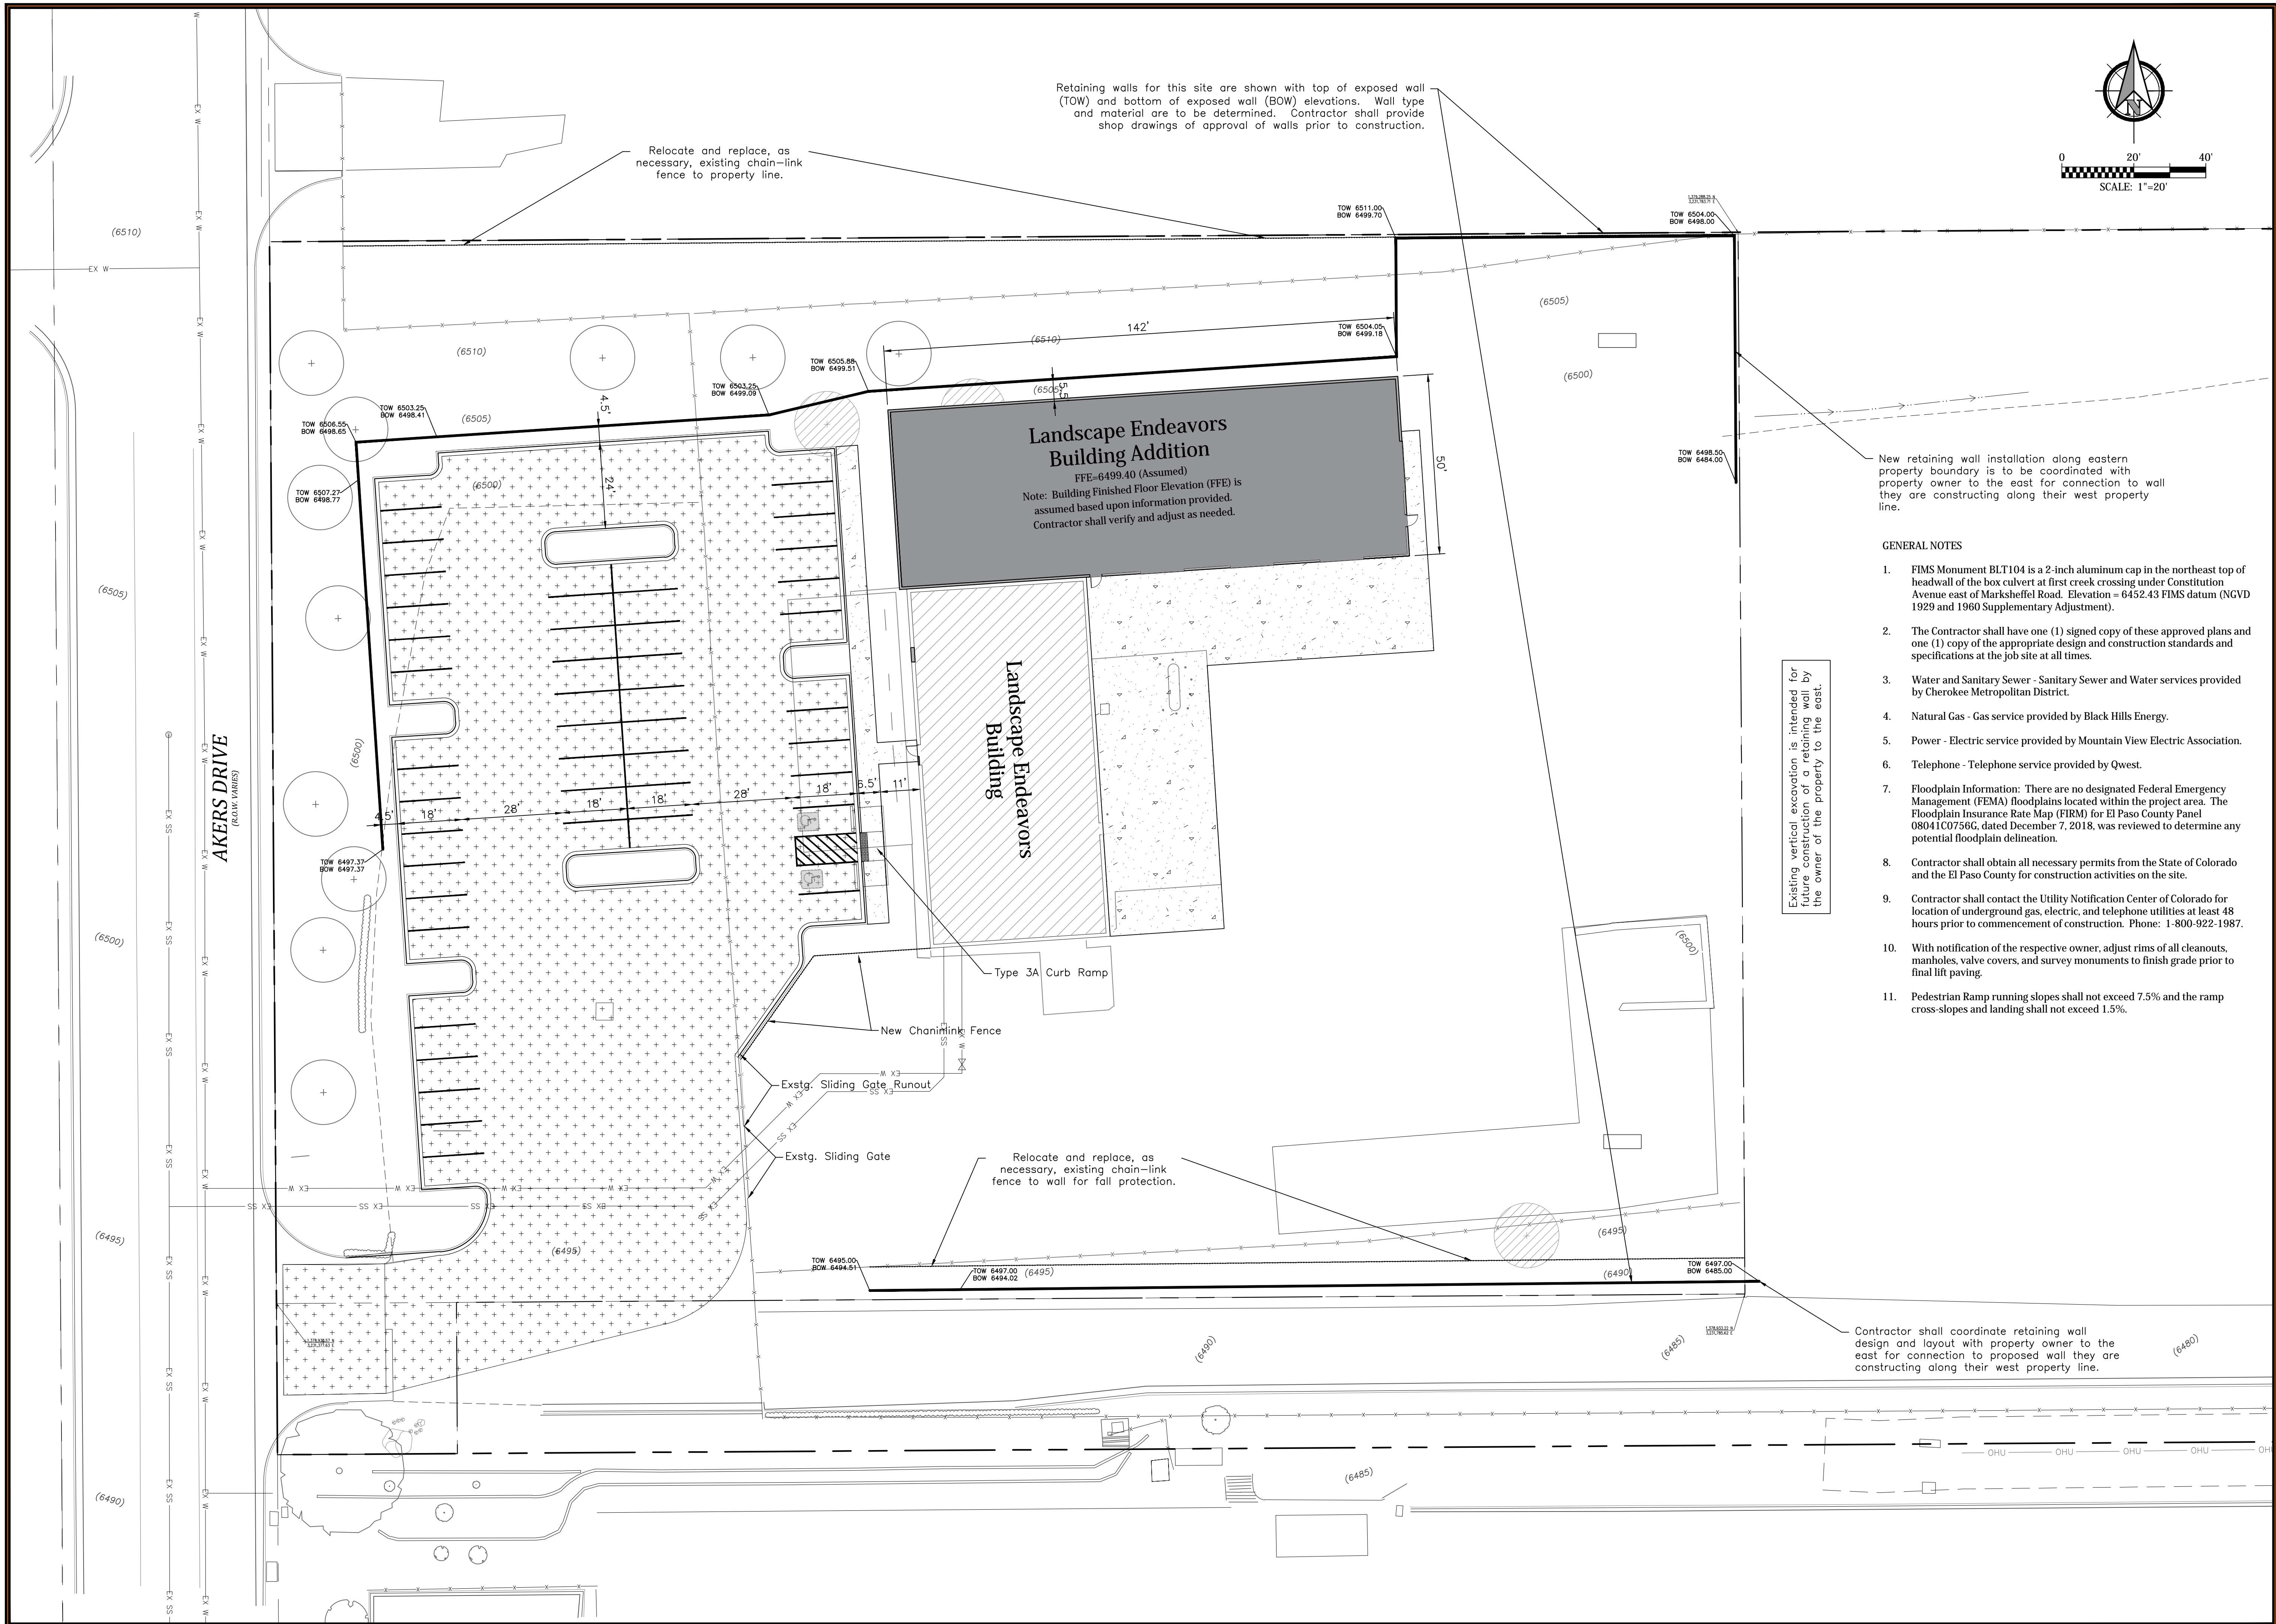 Retaining walls for this site are shown with top of exposed wall
(TOW) and bottom of exposed wall (BOW) elevations.  Wall type
and material are to be determined.  Contractor shall provide
shop drawings of approval of walls prior to construction.
N
0 20' 40'
SCALE: 1"=20'
Relocate and replace, as
necessary, existing chain-link
fence to property line.
TOW 6511.00
BOW 6499.70
TOW 6504.00
BOW 6498.00
(6510)
EX W
(6505)
142'
TOW 6504.05
BOW 6499.18
(6510)
(6510)
TOW 6505.88
BOW 6499.51
(6500)
TOW 6503.25
BOW 6499.09
(6505)
5.5'
4.5'
TOW 6503.25
BOW 6498.41
(6505)
TOW 6506.55
BOW 6498.65
Landscape Endeavors
Building Addition
FFE=6499.40 (Assumed)
Note:  Building Finished Floor Elevation (FFE) is
assumed based upon information provided.
Contractor shall verify and adjust as needed.
50'
TOW 6498.50
BOW 6484.00
New retaining wall installation along eastern
property boundary is to be coordinated with
property owner to the east for connection to wall
they are constructing along their west property
line.
(6500)
24'
TOW 6507.27
BOW 6498.77
GENERAL NOTES
1. FIMS Monument BLT104 is a 2-inch aluminum cap in the northeast top of
headwall of the box culvert at first creek crossing under Constitution
Avenue east of Marksheffel Road.  Elevation = 6452.43 FIMS datum (NGVD
1929 and 1960 Supplementary Adjustment).
2. The Contractor shall have one (1) signed copy of these approved plans and
one (1) copy of the appropriate design and construction standards and
specifications at the job site at all times.
3. Water and Sanitary Sewer - Sanitary Sewer and Water services provided
by Cherokee Metropolitan District.
4. Natural Gas - Gas service provided by Black Hills Energy.
5. Power - Electric service provided by Mountain View Electric Association.
6. Telephone - Telephone service provided by Qwest.
7. Floodplain Information:  There are no designated Federal Emergency
Management (FEMA) floodplains located within the project area.  The
Floodplain Insurance Rate Map (FIRM) for El Paso County Panel
08041C0756G, dated December 7, 2018, was reviewed to determine any
potential floodplain delineation.
8. Contractor shall obtain all necessary permits from the State of Colorado
and the El Paso County for construction activities on the site.
9. Contractor shall contact the Utility Notification Center of Colorado for
location of underground gas, electric, and telephone utilities at least 48
hours prior to commencement of construction.  Phone:  1-800-922-1987.
10. With notification of the respective owner, adjust rims of all cleanouts,
manholes, valve covers, and survey monuments to finish grade prior to
final lift paving.
11. Pedestrian Ramp running slopes shall not exceed 7.5% and the ramp
cross-slopes and landing shall not exceed 1.5%.
(6505)
Landscape Endeavors
Building
Existing vertical excavation is intended for
future construction of a retaining wall by
the owner of the property to the east.
AKERS DRIVE
(R.O.W. VARIES)
(6500)
4.5' 18' 28' 18' 18' 28' 18' 6.5' 11'
TOW 6497.37
BOW 6497.37
(6500)
(6500)
Type 3A Curb Ramp
New Chaninlink Fence
EX SS
EX W
Exstg. Sliding Gate Runout
EX W
EX SS
Exstg. Sliding Gate
Relocate and replace, as
necessary, existing chain-link
fence to wall for fall protection.
EX W EX W EX W EX W
EX SS EX SS EX SS EX SS
(6495)
(6495)
(6495)
TOW 6495.00
BOW 6494.51
TOW 6497.00
BOW 6494.02
(6495)
(6490)
TOW 6497.00
BOW 6485.00
Contractor shall coordinate retaining wall
design and layout with property owner to the
east for connection to proposed wall they are
constructing along their west property line.
(6490)
(6485)
(6480)
(6485)
OHU OHU OHU OHU OHU
(6490)